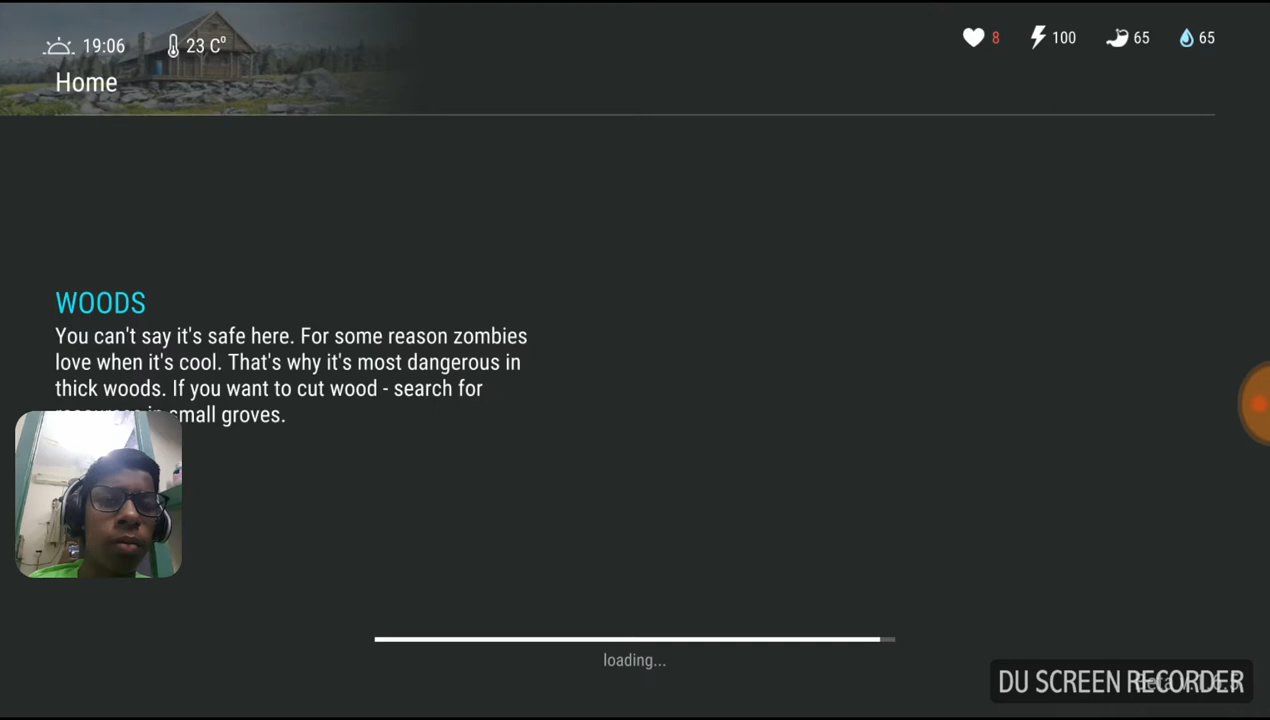 19:06 23 C°
8 100 65 65
Home
WOODS
You can't say it's safe here. For some reason zombies
love when it's cool. That's why it's most dangerous in
thick woods. If you want to cut wood - search for
small groves.
loading...
DU SCREEN RECORDER